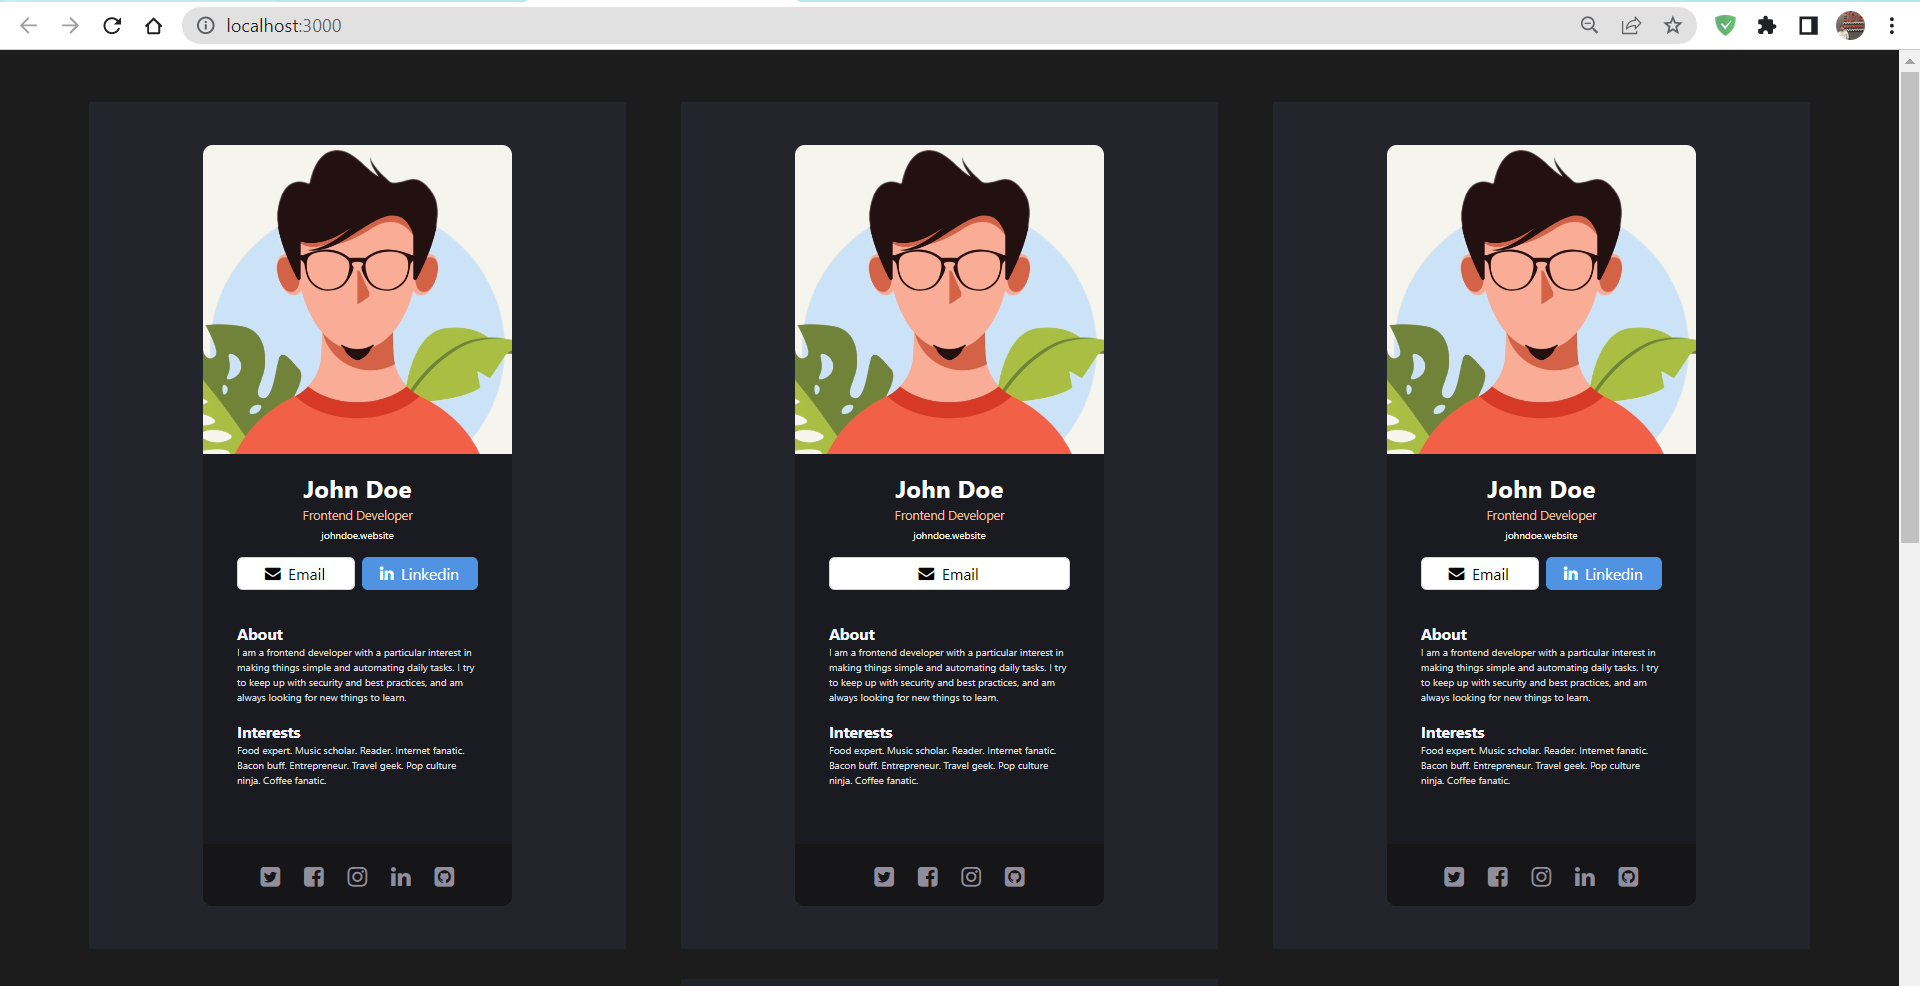 localhost:3000
John Doe
Frontend Developer
johndoe.website
Email
Linkedin
About
I am a frontend developer with a particular interest in
making things simple and automating daily tasks. I try
to keep up with security and best practices, and am
always looking for new things to learn.
Interests
Food expert. Music scholar. Reader. Internet fanatic.
Bacon buff. Entrepreneur. Travel geek. Pop culture
ninja. Coffee fanatic.
John Doe
Frontend Developer
johndoe.website
Email
About
I am a frontend developer with a particular interest in
making things simple and automating daily tasks. I try
to keep up with security and best practices, and am
always looking for new things to learn.
Interests
Food expert. Music scholar. Reader. Internet fanatic.
Bacon buff. Entrepreneur. Travel geek. Pop culture
ninja. Coffee fanatic.
John Doe
Frontend Developer
johndoe.website
Email
Linkedin
About
I am a frontend developer with a particular interest in
making things simple and automating daily tasks. I try
to keep up with security and best practices, and am
always looking for new things to learn.
Interests
Food expert. Music scholar. Reader. Internet fanatic.
Bacon buff. Entrepreneur. Travel geek. Pop culture
ninja. Coffee fanatic.